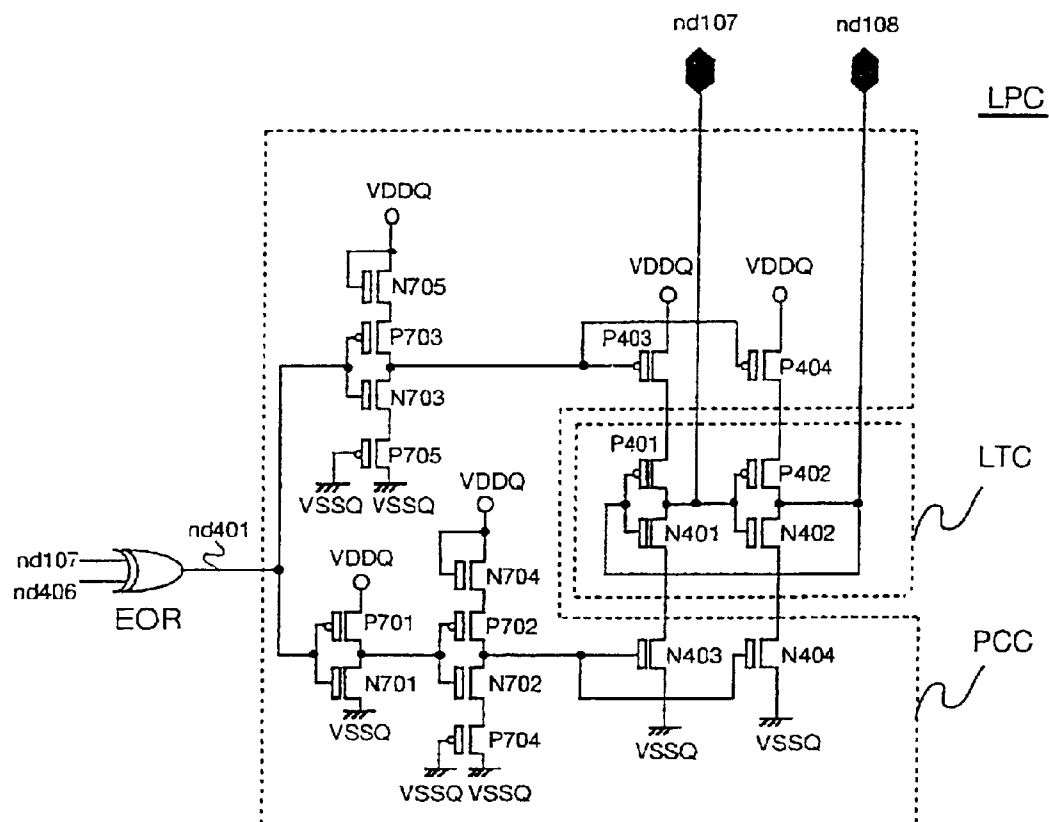 nd107 nd108
LPC
VDDQ
N705
VDDQ VDDQ
P703
P403
P404
N703
P705
P401
P402
LTC
VSSQ VSSQ
VDDQ
nd401
N401 N402
nd107
nd406
EOR
VDDQ
N704
P701 P702
PCC
N403 N404
N701 N702
VSSQ
P704
VSSQ VSSQ
VSSQ VSSQ